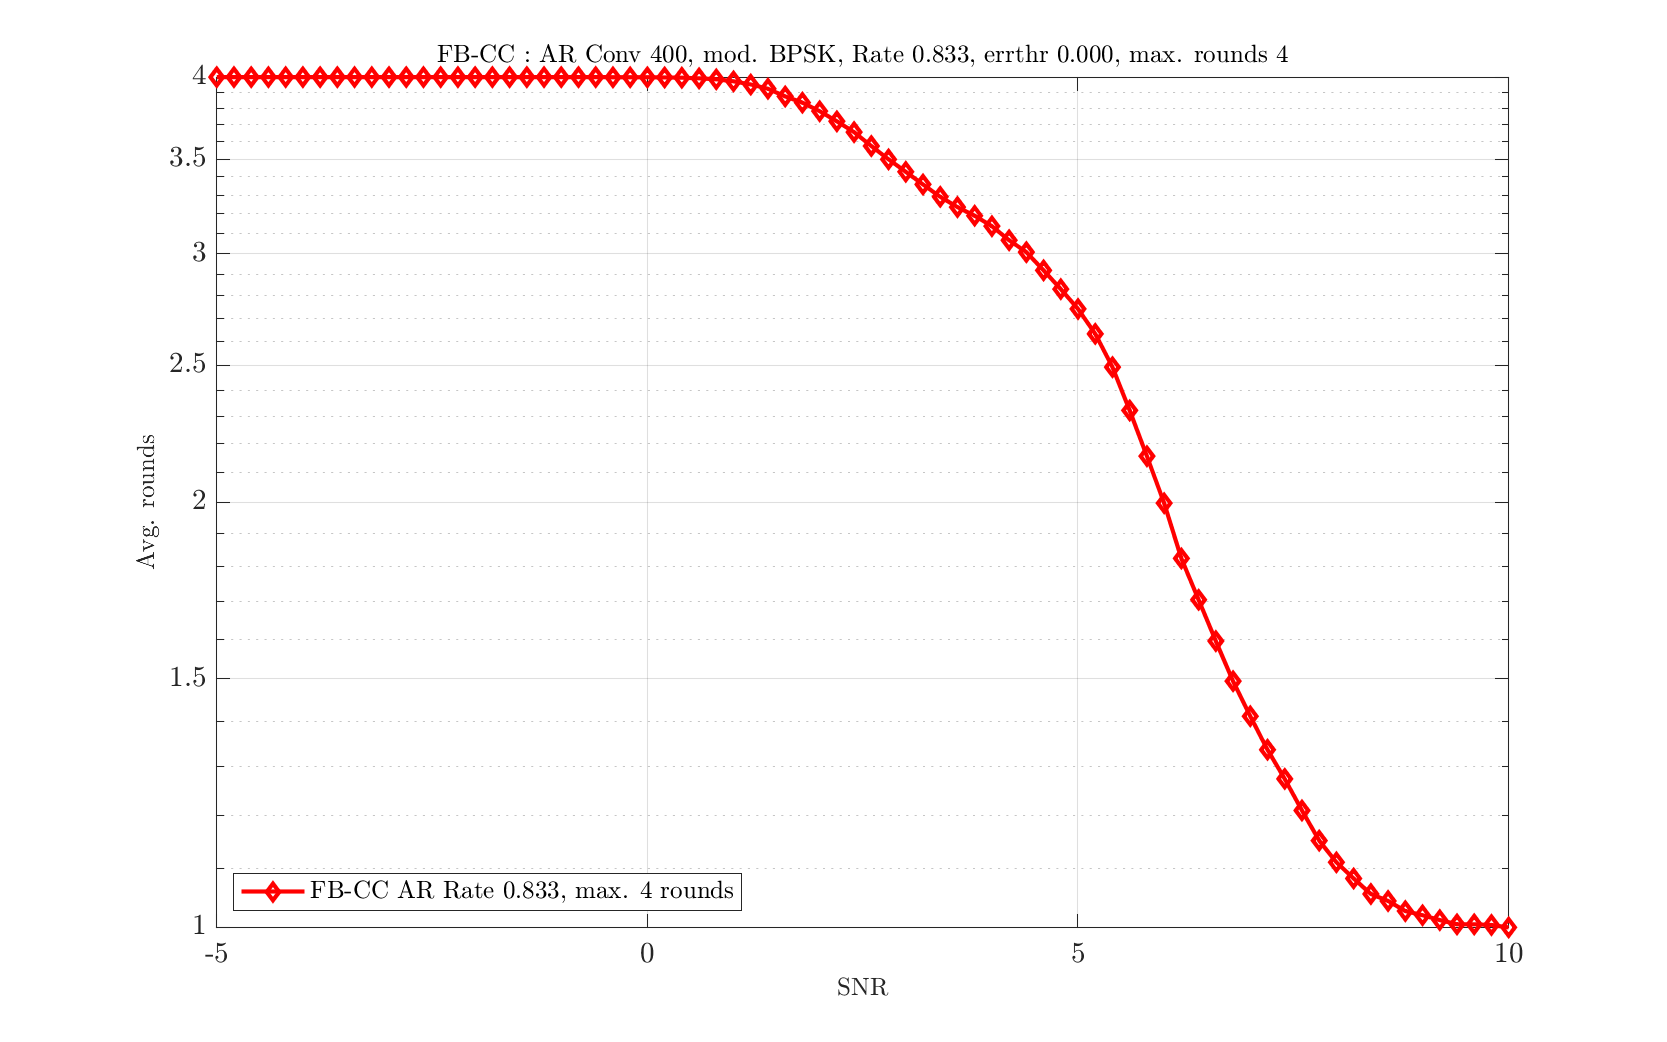 FB-CC : AR Conv 400, mod. BPSK, Rate 0.833, errthr 0.000, max. rounds 4
4
3.5
3
2.5
2
1.5
1
Avg. rounds
FB-CC AR Rate 0.833, max. 4 rounds
-5 0 5 10
SNR